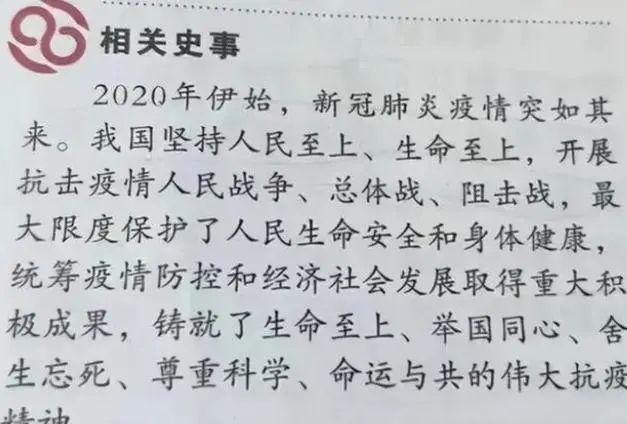 相关史事
2020年伊始，新冠肺炎疫情突如其
来。我国坚持人民至上、生命至上，开展
抗击疫情人民战争、总体战、阻击战，最
大限度保护了人民生命安全和身体健康，
统筹疫情防控和经济社会发展取得重大积
极成果，铸就了生命至上、举国同心、舍
生忘死、尊重科学、命运与共的伟大抗疫
精神